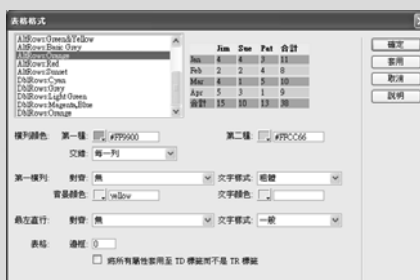 表格格式
AltRows:Green&Yellow
AltRows:Basic Grey
AltRows:Orange
AltRows:Red
AltRows:Sunset
DblRows:Cyan
DblRows:Grey
DblRows:Light Green
DblRows:Magenta,Blue
DblRows:Orange
Jim Sue Pat 合計
Jan 4 4 3 11
Feb 2 2 4 8
Mar 4 1 5 10
Apr 5 3 1 9
合計 15 10 13 38
確定
套用
取消
說明
橫列顏色: 第一種: #FF9900 第二種: #FFCC66
交錯: 每一列
第一橫列: 對齊: 無 文字樣式: 粗體
背景顏色: yellow 文字顏色:
最左直行: 對齊: 無 文字樣式: 一般
表格: 邊框: 0
將所有屬性套用至 TD 標籤而不是 TR 標籤